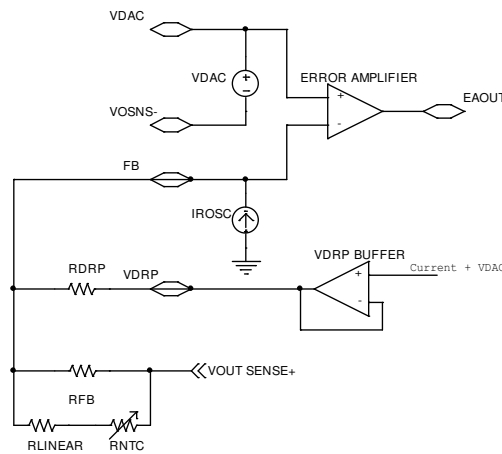 VDAC
VDAC
+
-
ERROR AMPLIFIER
+
-
EAOUT
VOSNS-
FB
IROSC
VDRP BUFFER
RDRP
VDRP
+
-
Current + VDAC
VOUT SENSE+
RFB
RLINEAR
RNTC